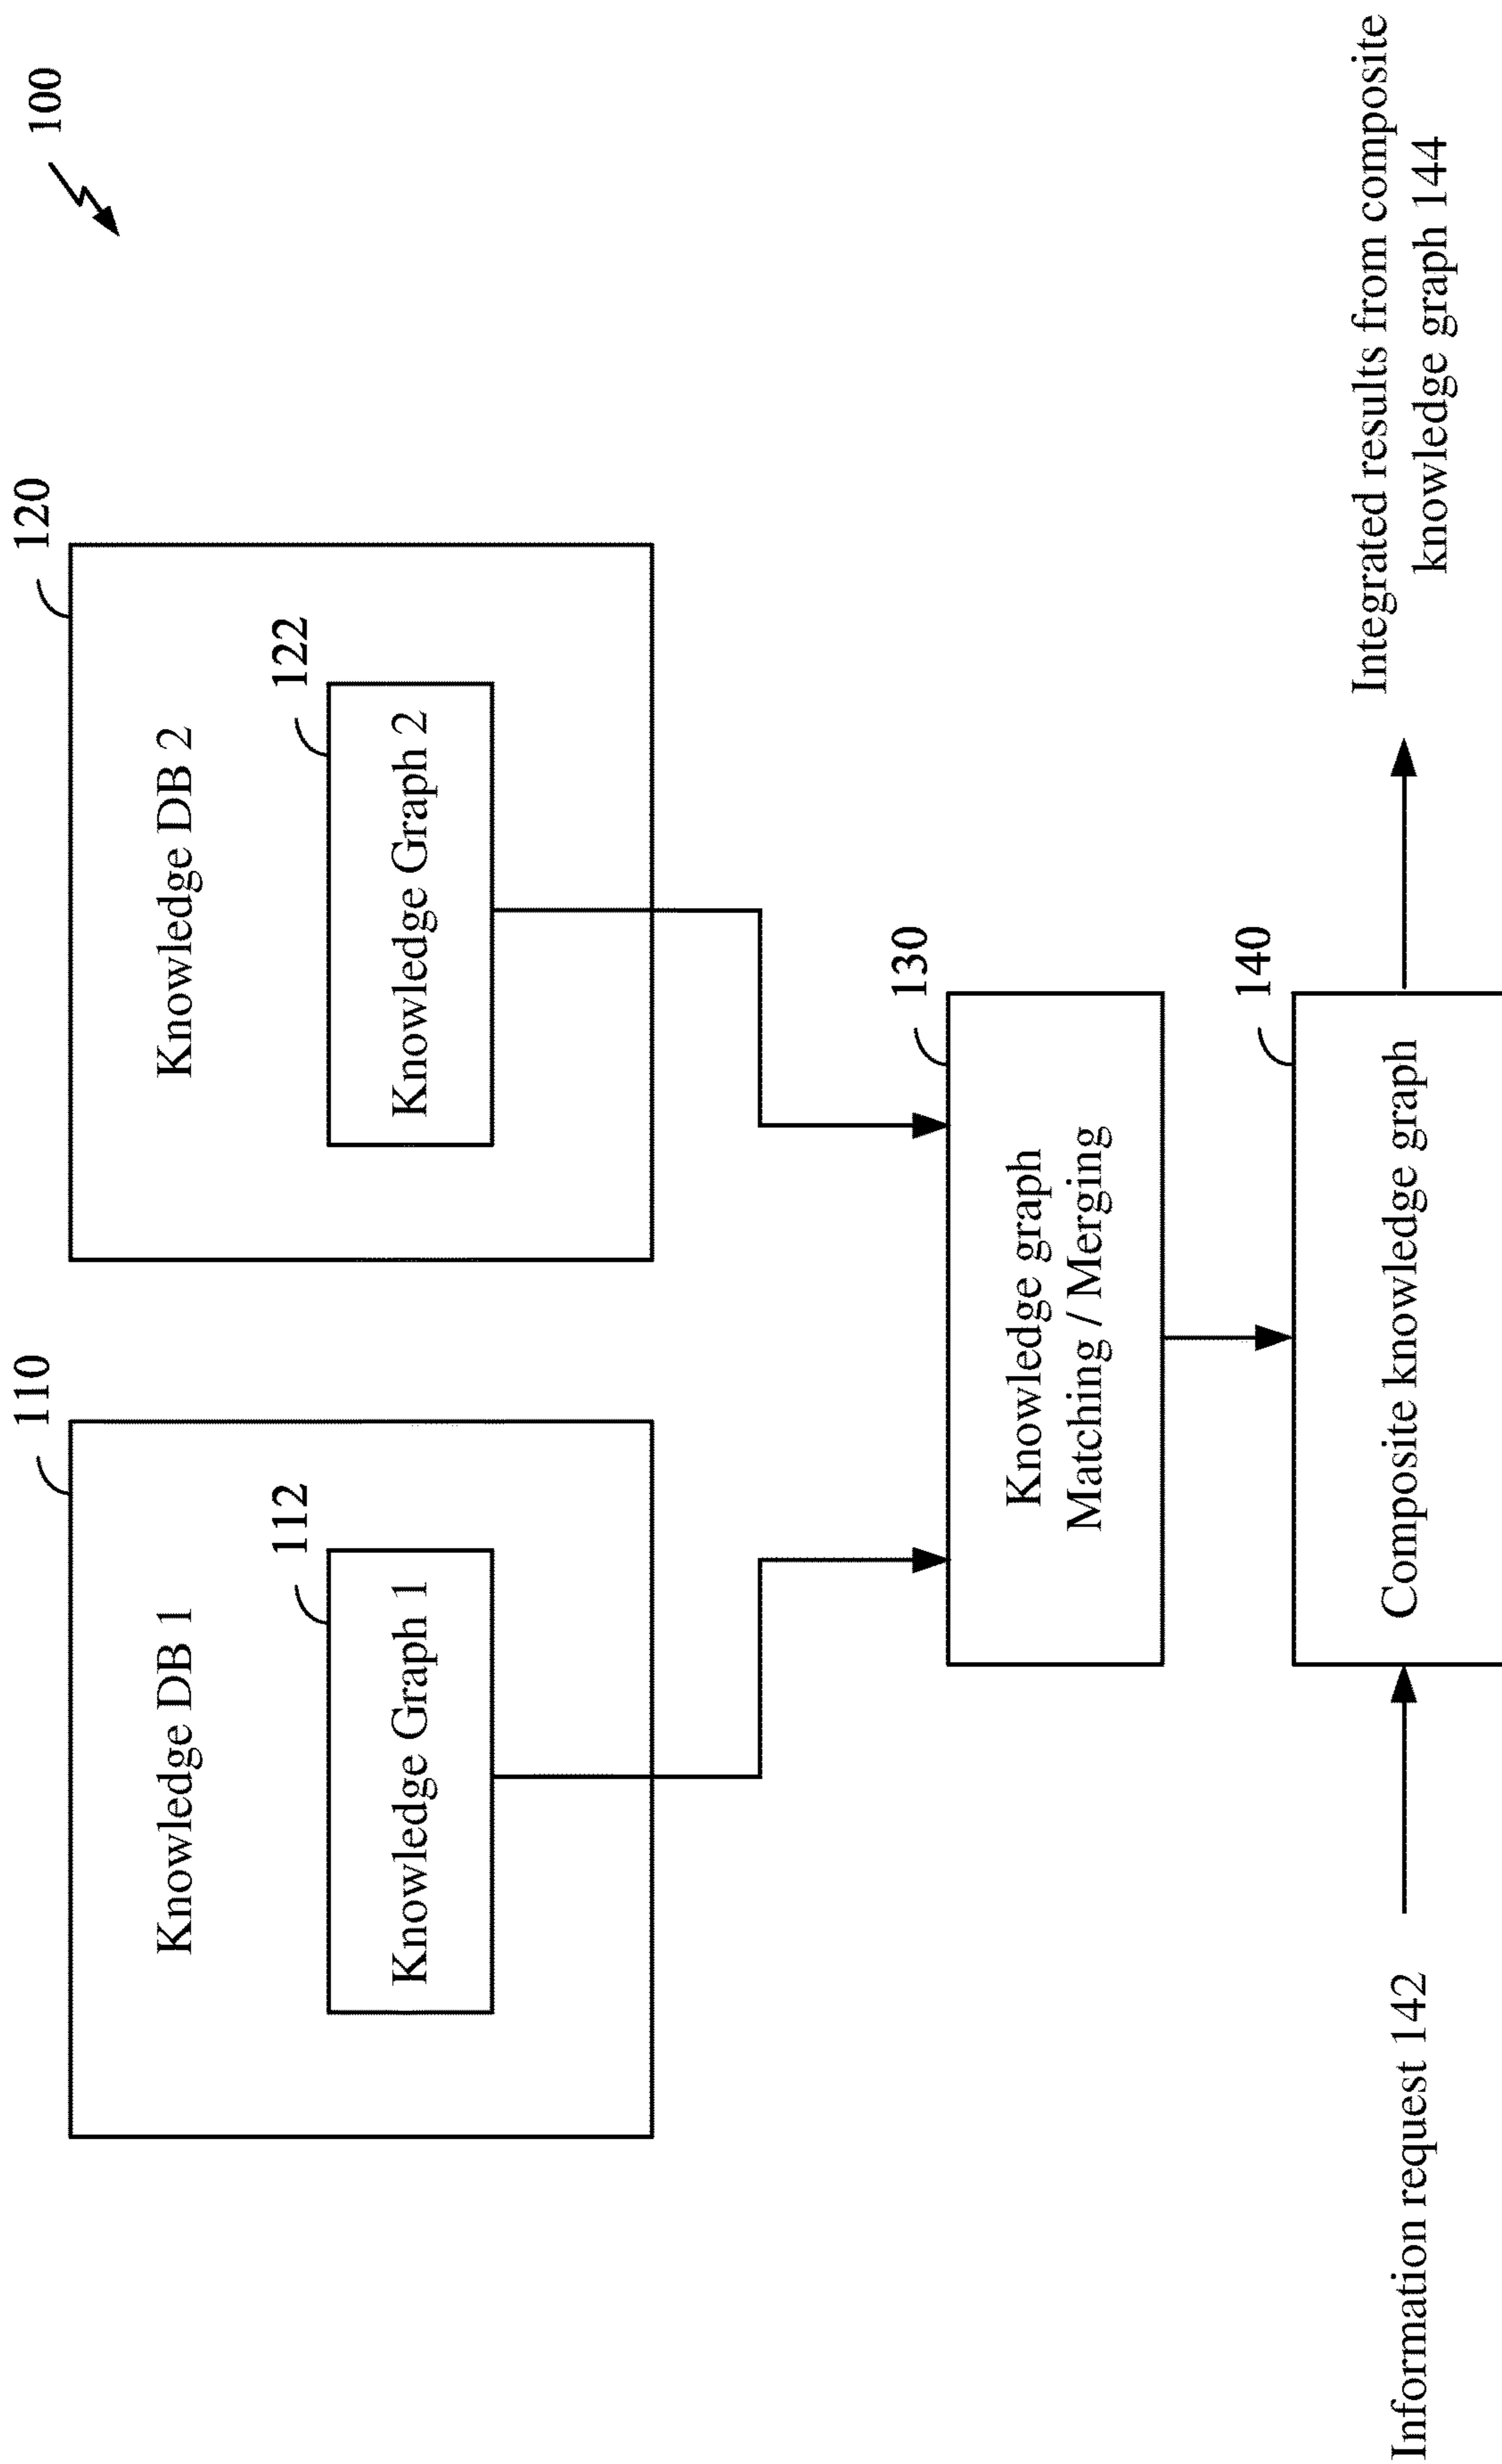 100
110
120
Knowledge DB 1
Knowledge DB 2
112
122
Knowledge Graph 1
Knowledge Graph 2
130
Knowledge graph
Matching / Merging
140
Information request 142
Composite knowledge graph
Integrated results from composite
knowledge graph 144